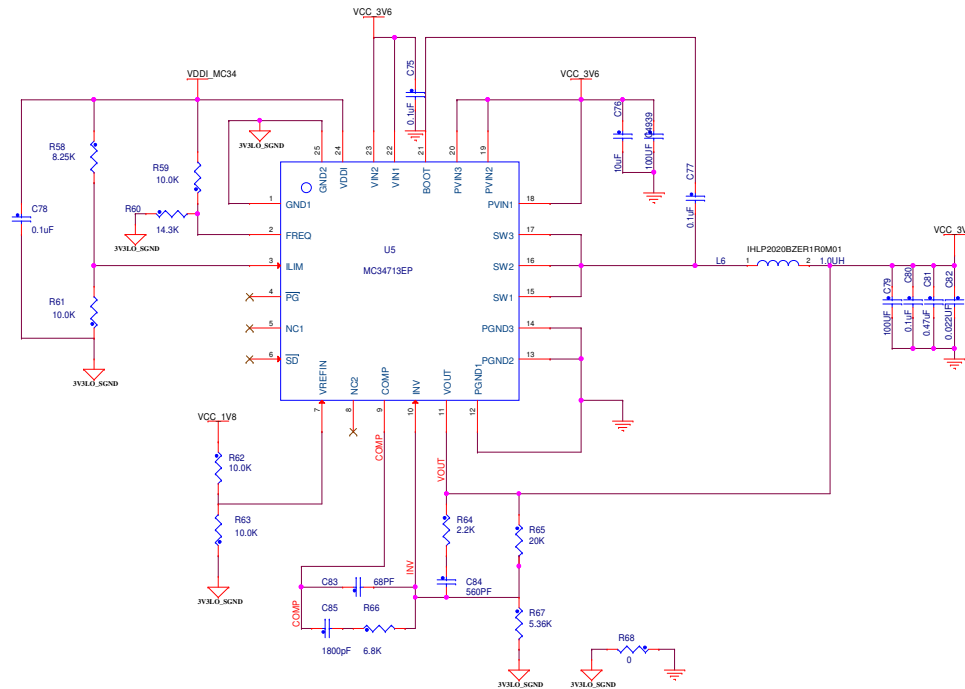 VCC_3V6
C75
0.1uF
VDDI_MC34
VCC_3V6
C76
10uF
C4939
100UF
C77
0.1uF
R58
8.25K
R59
10.0K
R60
14.3K
3V3LO_SGND
3V3LO_SGND
C78
0.1uF
R61
10.0K
3V3LO_SGND
25
24
23
22
21
20
19
GND2
VDDI
VIN2
VIN1
BOOT
PVIN3
PVIN2
1
GND1
2
FREQ
3
ILIM
4
PG
5
NC1
6
SD
U5
MC34713EP
PVIN1
18
SW3
17
SW2
16
SW1
15
PGND3
14
PGND2
13
VREFIN
NC2
COMP
INV
VOUT
PGND1
7
8
9
10
11
12
IHLP2020BZER1R0M01
L6
1
2
1.0UH
VCC_3V
C79
100UF
C80
0.1uF
C81
0.47uF
C82
0.022UF
VCC_1V8
R62
10.0K
R63
10.0K
3V3LO_SGND
COMP
INV
VOUT
COMP
R64
2.2K
R65
20K
C83
68PF
C84
560PF
C85
1800pF
R66
6.8K
R67
5.36K
3V3LO_SGND
R68
0
3V3LO_SGND